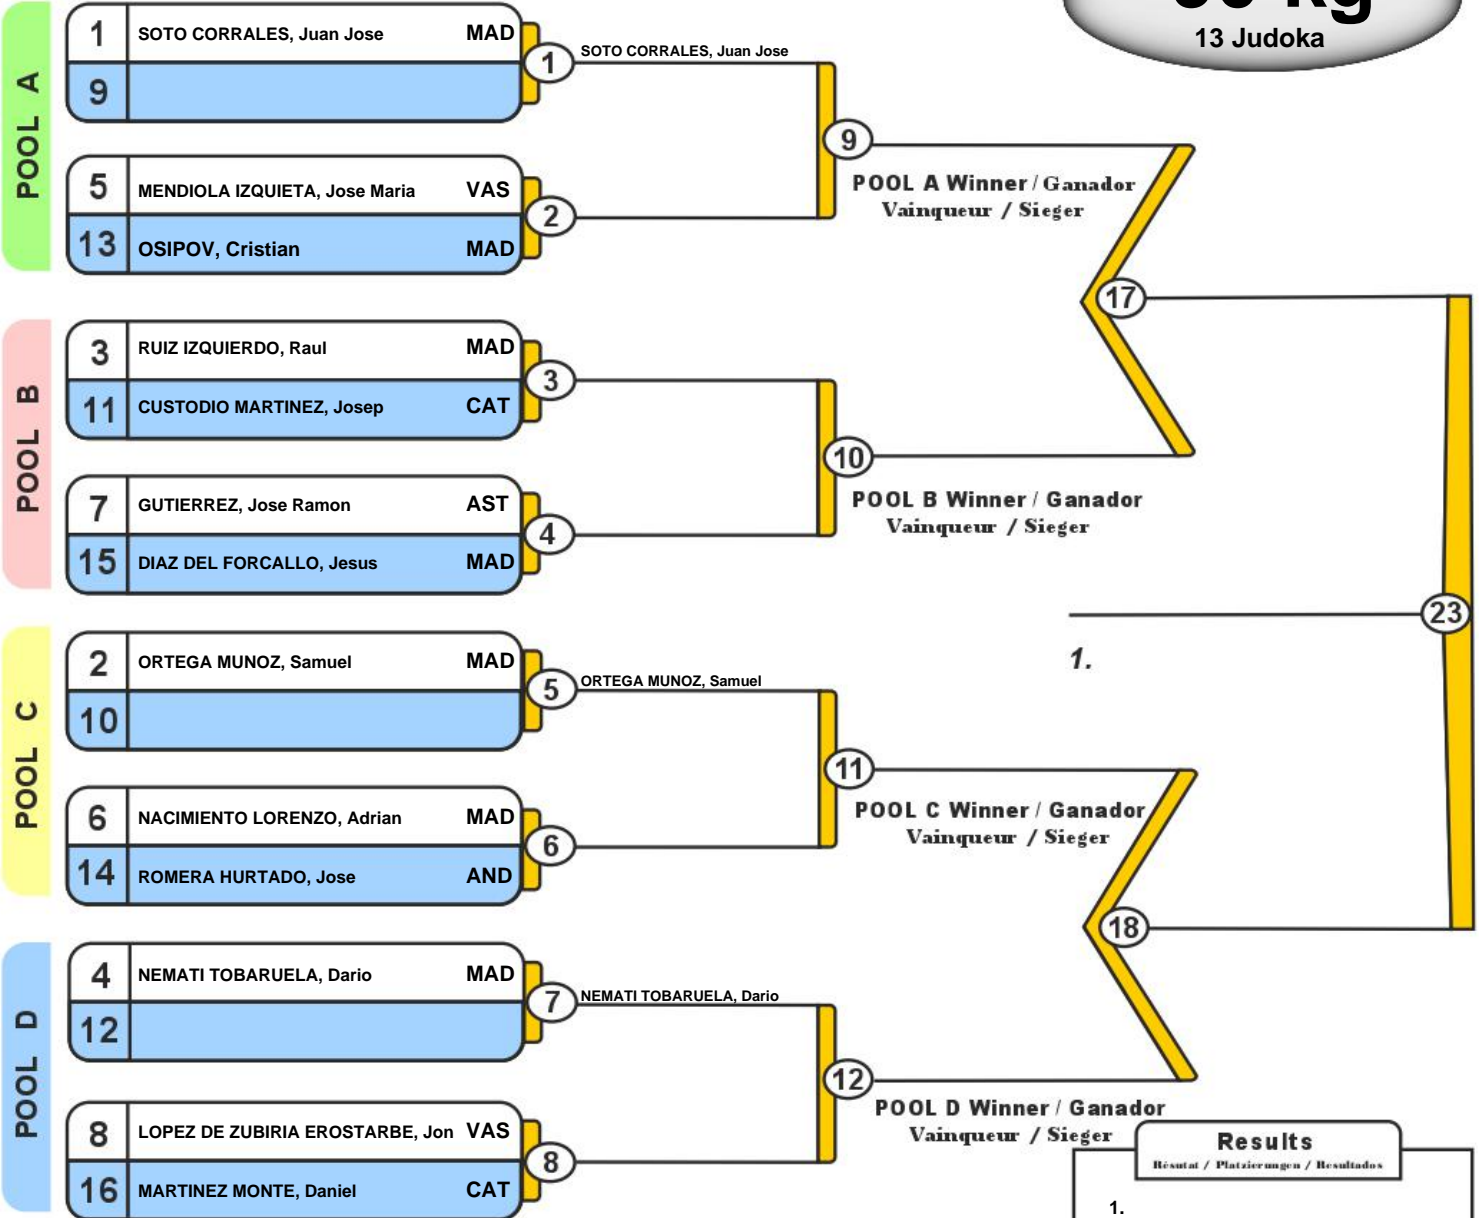 kg
13 Judoka
POOL A
1 SOTO CORRALES, Juan Jose MAD
9
1
SOTO CORRALES, Juan Jose
5 MENDIOLA IZQUIETA, Jose Maria VAS
13 OSIPOV, Cristian MAD
2
9
POOL A Winner / Ganador
Vainqueur / Sieger
POOL B
3 RUIZ IZQUIERDO, Raul MAD
11 CUSTODIO MARTINEZ, Josep CAT
3
7 GUTIERREZ, Jose Ramon AST
15 DIAZ DEL FORCALLO, Jesus MAD
4
10
POOL B Winner / Ganador
Vainqueur / Sieger
17
POOL C
2 ORTEGA MUNOZ, Samuel MAD
10
5
ORTEGA MUNOZ, Samuel
6 NACIMIENTO LORENZO, Adrian MAD
14 ROMERA HURTADO, Jose AND
6
11
POOL C Winner / Ganador
Vainqueur / Sieger
POOL D
4 NEMATI TOBARUELA, Dario MAD
12
7
NEMATI TOBARUELA, Dario
8 LOPEZ DE ZUBIRIA EROSTARBE, Jon VAS
16 MARTINEZ MONTE, Daniel CAT
8
12
POOL D Winner / Ganador
Vainqueur / Sieger
18
23
1.
Results
Résutat / Platzierungen / Resultados
1.